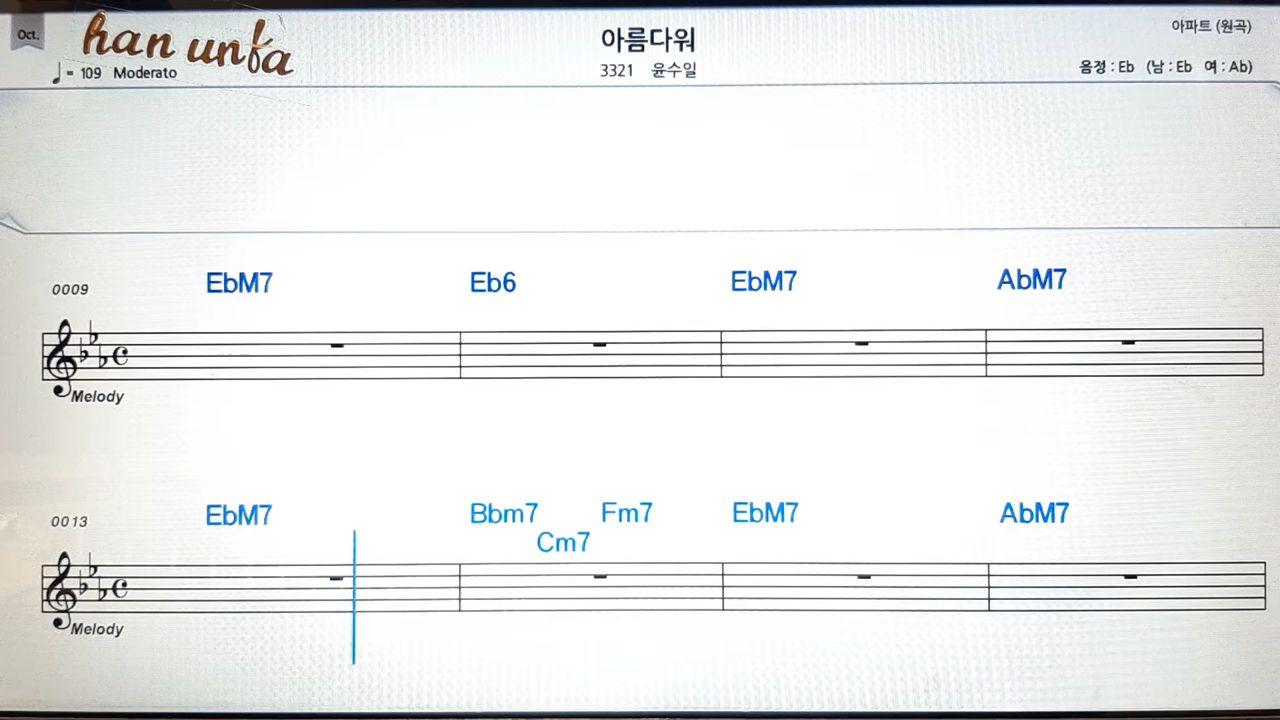 Oct.
han unfa
♩ = 109 Moderato
아름다워
3321 윤수일
아파트 (원곡)
음정 : Eb (남 : Eb 여 : Ab)
0009
EbM7 Eb6 EbM7 AbM7
Melody
0013
EbM7 Bbm7 Cm7 Fm7 EbM7 AbM7
Melody